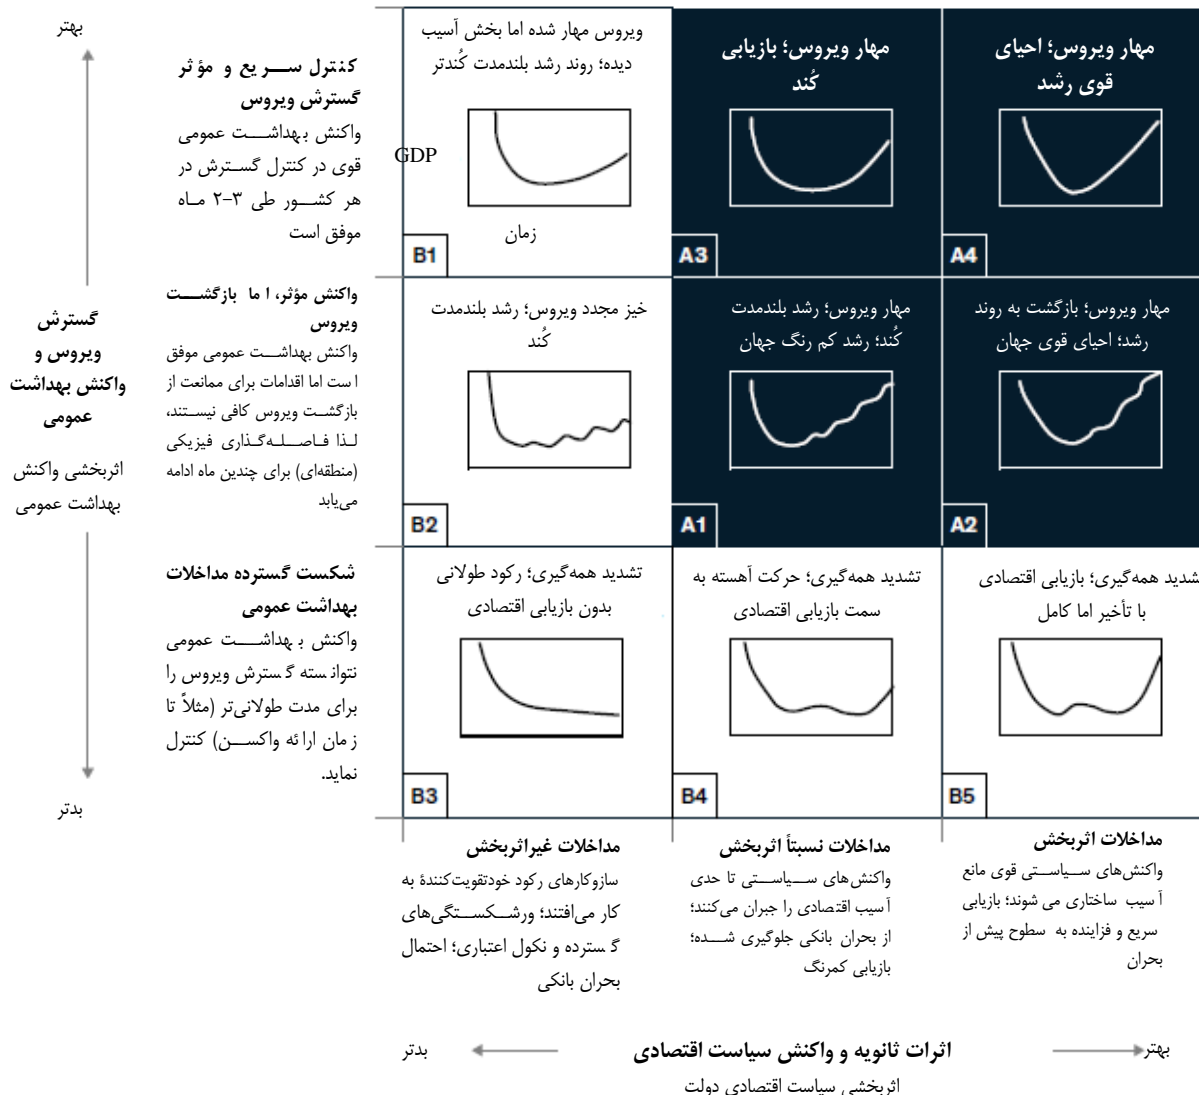 بهتر
گسترش
ویروس و
واکنش بهداشت
عمومی
اثربخشی واکنش
بهداشت عمومی
بدتر
کنترل سریع و مؤثر
گسترش ویروس
واکنش بهداشت عمومی
قوی در کنترل گسترش در
هر کشور طی ۳-۲ ماه
موفق است
ویروس مهار شده اما بخش آسیب
دیده؛ روند رشد بلندمدت کُندتر
GDP
زمان
B1
مهار ویروس؛ بازیابی
کُند
A3
مهار ویروس؛ احیای
قوی رشد
A4
واکنش مؤثر، اما بازگشت
ویروس
واکنش بهداشت عمومی موفق
است اما اقدامات برای ممانعت از
بازگشت ویروس کافی نیستند،
لذا فاصله‌گذاری فیزیکی
(منطقه‌ای) برای چندین ماه ادامه
می‌یابد
خیز مجدد ویروس؛ رشد بلندمدت
کُند
B2
مهار ویروس؛ رشد بلندمدت
کُند؛ رشد کم رنگ جهان
A1
مهار ویروس؛ بازگشت به روند
رشد؛ احیای قوی جهان
A2
شکست گسترده مداخلات
بهداشت عمومی
واکنش بهداشت عمومی
نتوانسته گسترش ویروس را
برای مدت طولانی‌تر (مثلاً تا
زمان ارائه واکسن) کنترل
نماید.
تشدید همه‌گیری؛ رکود طولانی
بدون بازیابی اقتصادی
B3
تشدید همه‌گیری؛ حرکت آهسته به
سمت بازیابی اقتصادی
B4
شدید همه‌گیری؛ بازیابی اقتصادی
با تأخیر اما کامل
B5
مداخلات غیراثربخش
سازوکارهای رکود خودتقویت‌کنندۀ به
کار می‌افتند؛ ورشکستگی‌های
گسترده و نکول اعتباری؛ احتمال
بحران بانکی
مداخلات نسبتاً اثربخش
واکنش‌های سیاستی تا حدی
آسیب اقتصادی را جبران می‌کنند؛
از بحران بانکی جلوگیری شده؛
بازیابی کمرنگ
مداخلات اثربخش
واکنش‌های سیاستی قوی مانع
آسیب ساختاری می شوند؛ بازیابی
سریع و فزاینده به سطوح پیش از
بحران
بدتر
اثرات ثانویه و واکنش سیاست اقتصادی
بهتر
اثربخشی سیاست اقتصادی دولت